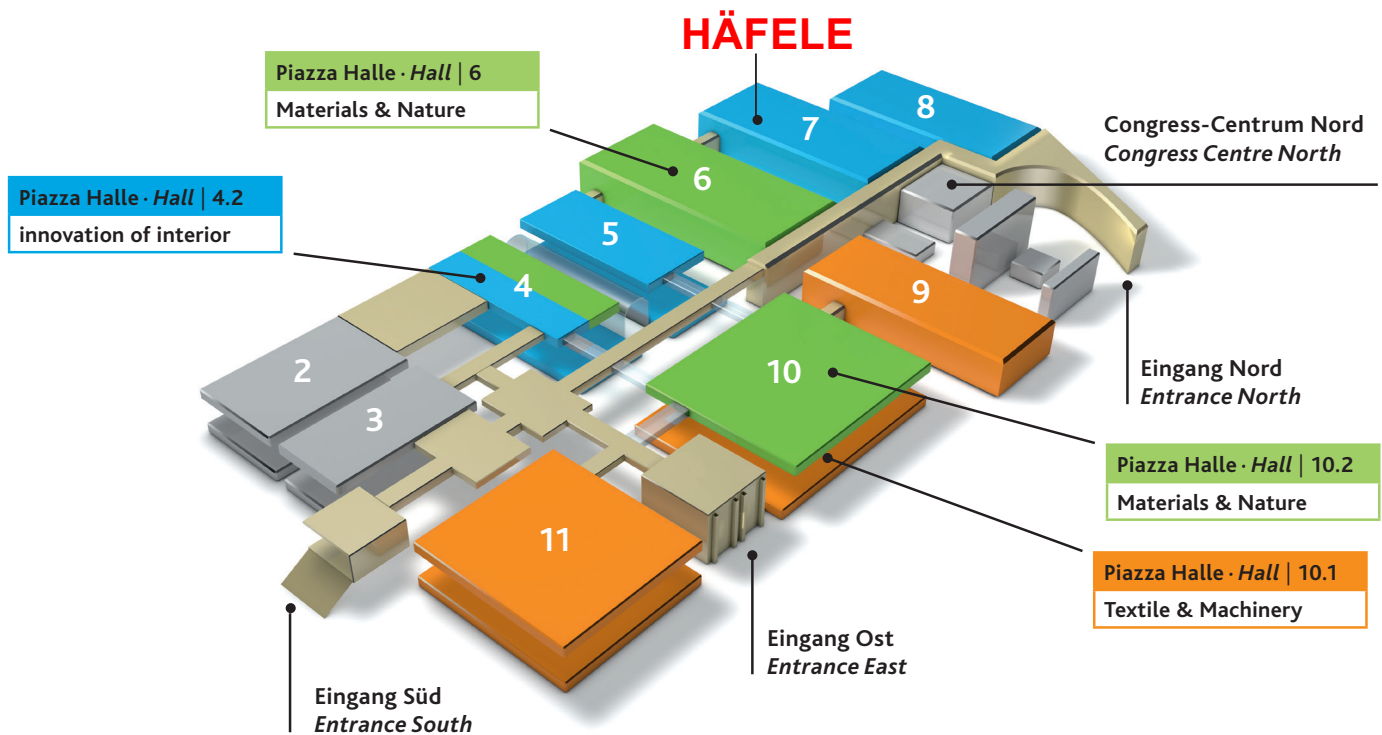 HÄFELE
Piazza Halle · Hall | 6
Materials & Nature
8
7
Congress-Centrum Nord
Congress Centre North
6
Piazza Halle · Hall | 4.2
innovation of interior
5
4
9
2
10
Eingang Nord
Entrance North
3
Piazza Halle · Hall | 10.2
Materials & Nature
11
Piazza Halle · Hall | 10.1
Textile & Machinery
Eingang Ost
Entrance East
Eingang Süd
Entrance South